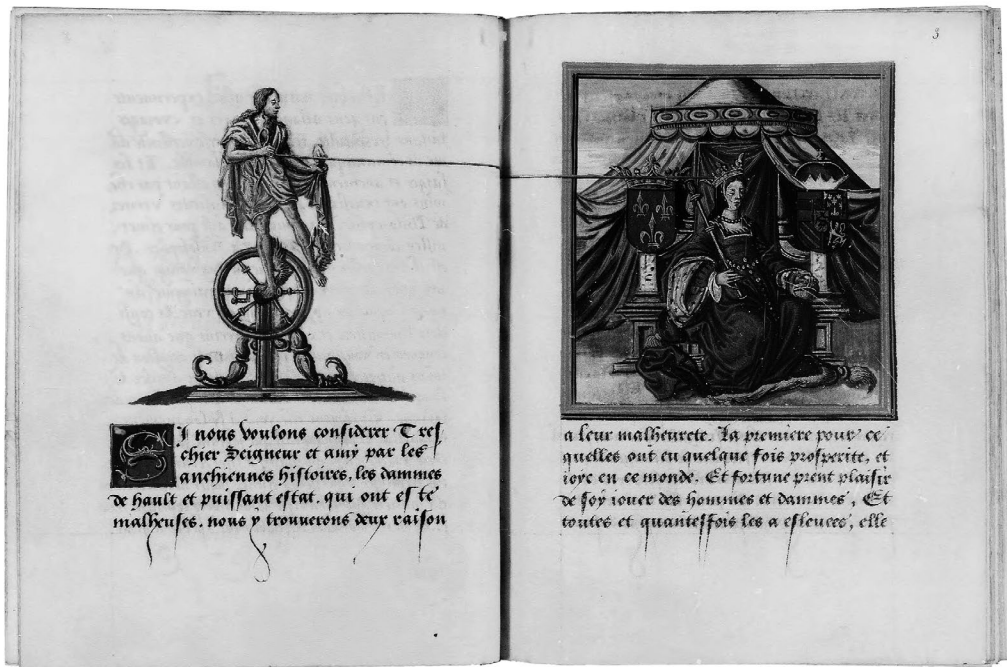 SI nous voulons considerer Tres
chier Seigneur et amy par les
anchiennes histoires, les dammes
de hault et puissant estat. qui ont este
malheuses. nous y trouverons deux raison
3
a leur malheurete. La premiere pour ce
quelles ont eu quelque fois prosperite, et
ioye en ce monde. Et fortune prent plaisir
de soy iouer des hommes et dammes, Et
toutes et quantesfois les a eslevees, elle